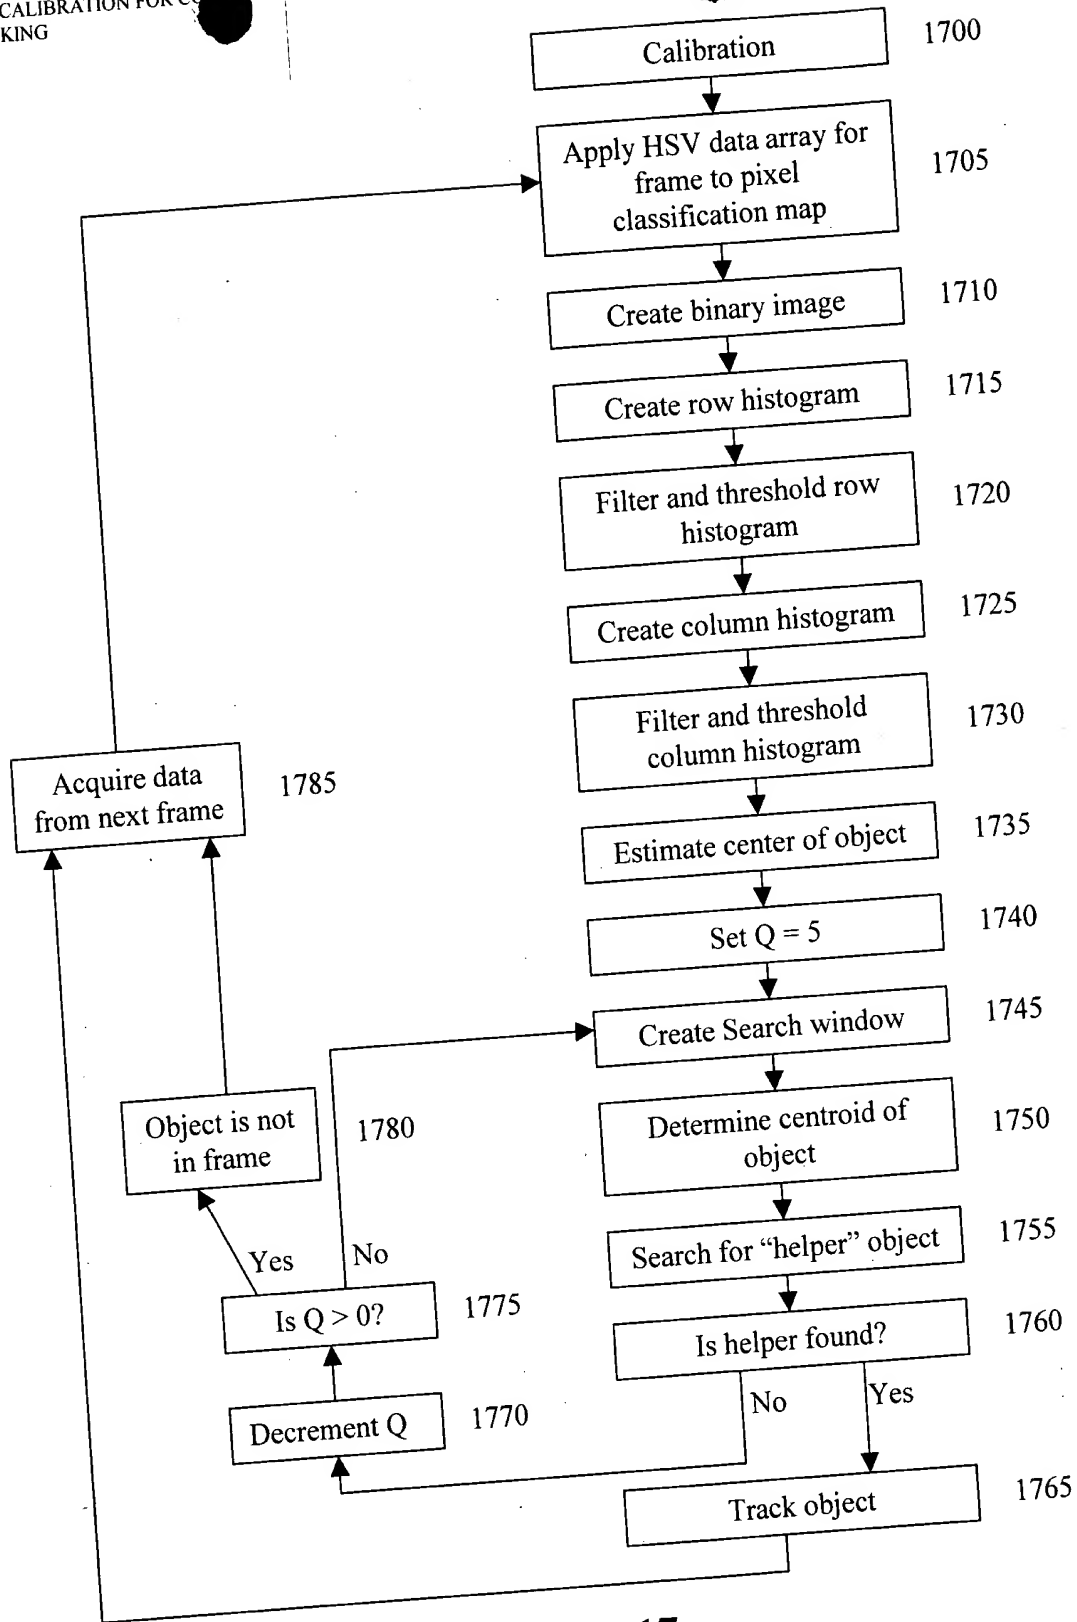 CALIBRATION FOR
KING
Calibration
1700
Apply HSV data array for
frame to pixel
classification map
1705
Create binary image
1710
Create row histogram
1715
Filter and threshold row
histogram
1720
Create column histogram
1725
Filter and threshold
column histogram
1730
Acquire data
from next frame
1785
Estimate center of object
1735
Set Q = 5
1740
Create Search window
1745
Determine centroid of
object
1750
Object is not
in frame
1780
Search for “helper” object
1755
Yes
No
Is Q > 0?
1775
Is helper found?
1760
No
Yes
Decrement Q
1770
Track object
1765